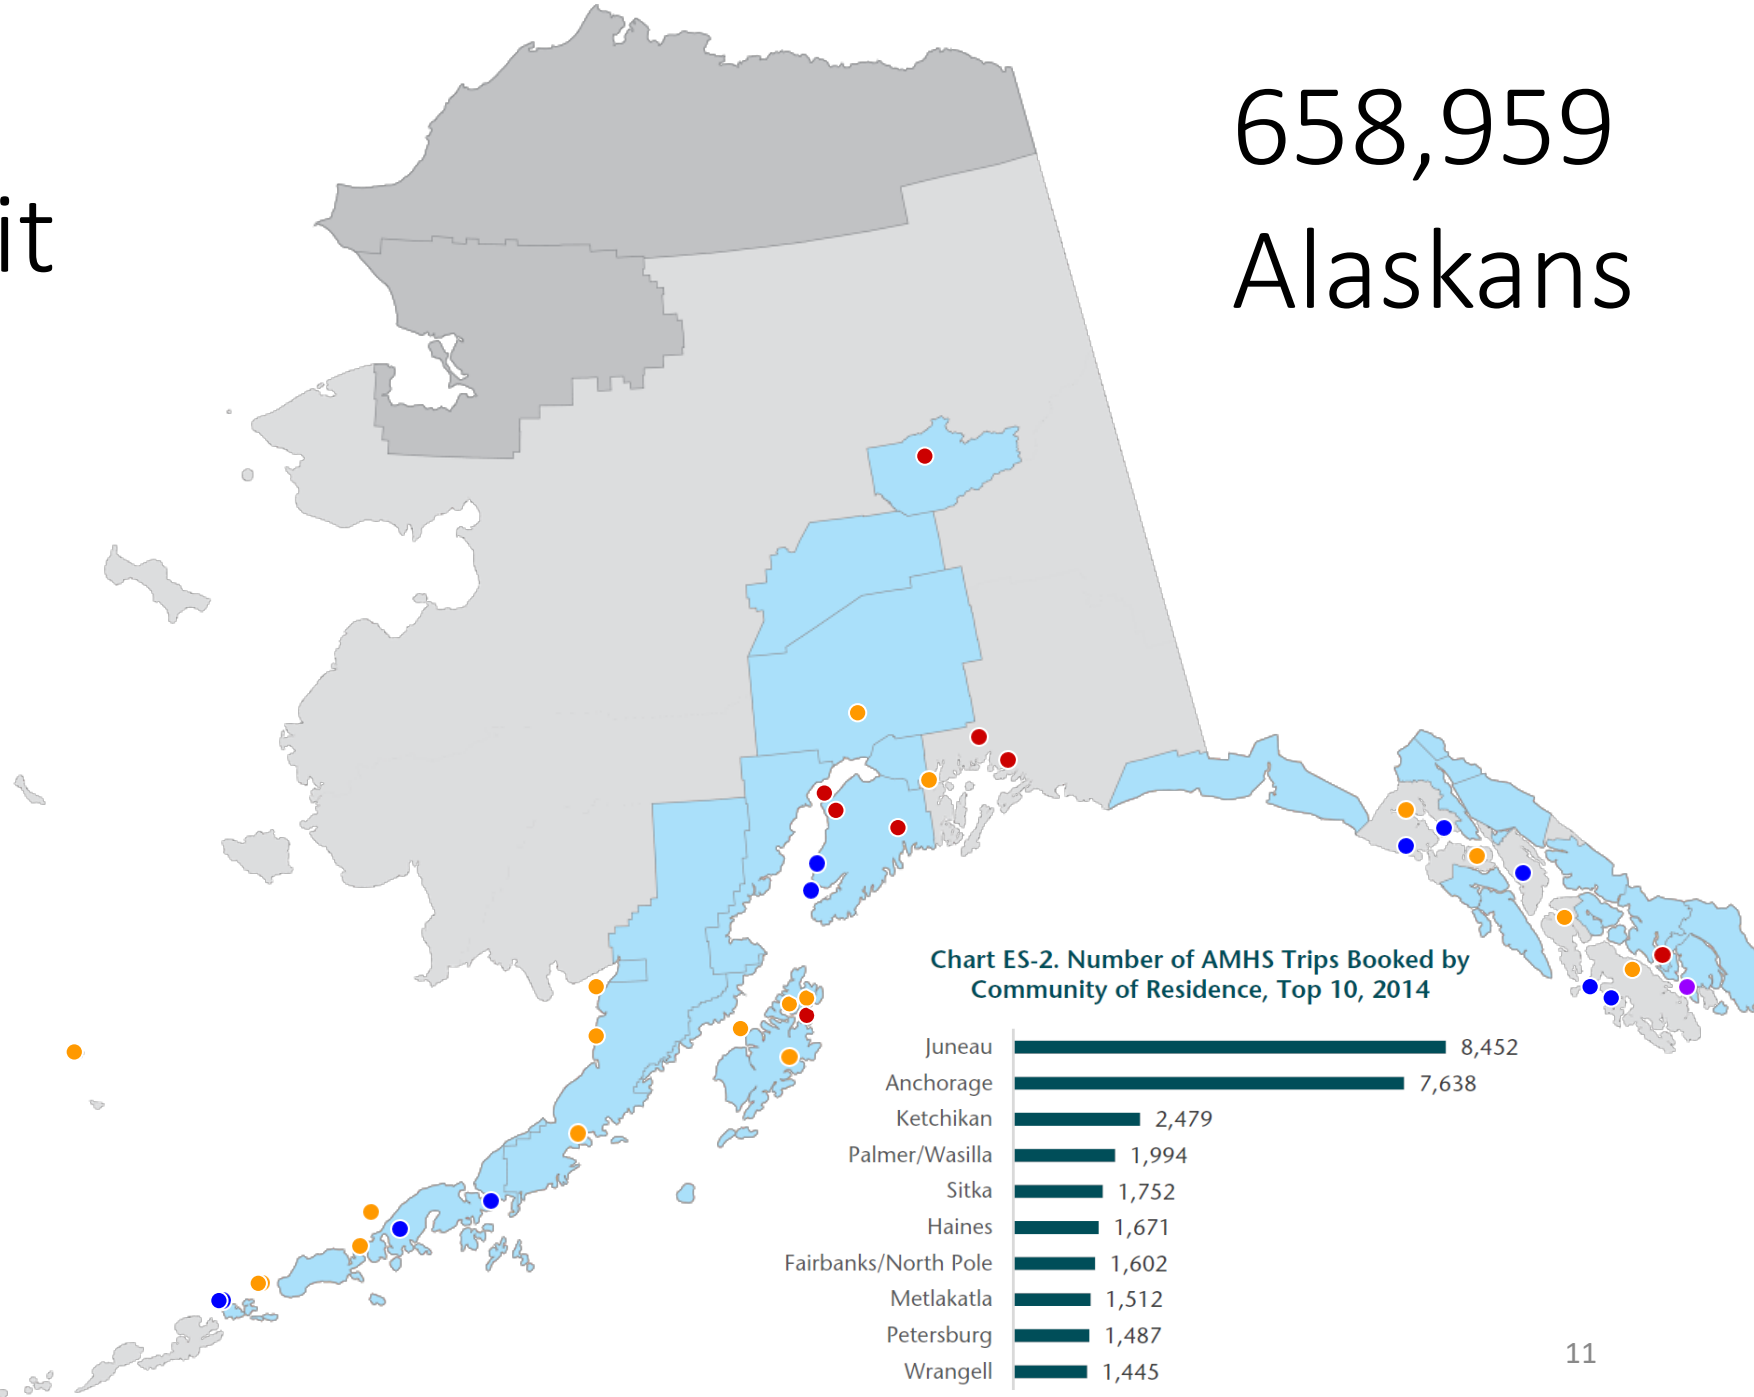 it
658,959
Alaskans
Chart ES-2. Number of AMHS Trips Booked by
Community of Residence, Top 10, 2014
Juneau 8,452
Anchorage 7,638
Ketchikan 2,479
Palmer/Wasilla 1,994
Sitka 1,752
Haines 1,671
Fairbanks/North Pole 1,602
Metlakatla 1,512
Petersburg 1,487
Wrangell 1,445
11